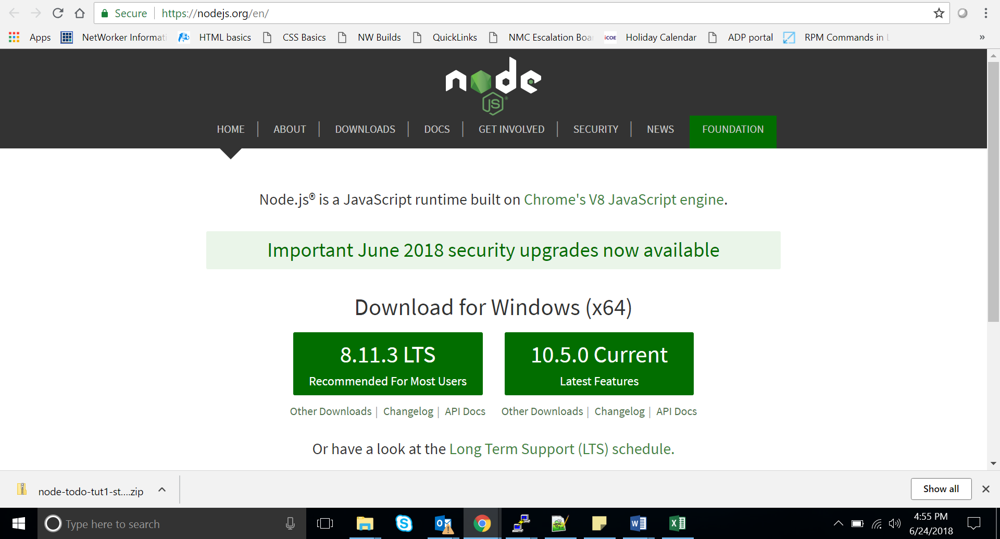 Secure https://nodejs.org/en/
Apps NetWorker Informati HTML basics CSS Basics NW Builds QuickLinks NMC Escalation Boa iCOE Holiday Calendar ADP portal RPM Commands in L »
node
JS ®
HOME | ABOUT | DOWNLOADS | DOCS | GET INVOLVED | SECURITY | NEWS FOUNDATION
Node.js® is a JavaScript runtime built on Chrome's V8 JavaScript engine.
Important June 2018 security upgrades now available
Download for Windows (x64)
8.11.3 LTS
Recommended For Most Users
10.5.0 Current
Latest Features
Other Downloads | Changelog | API Docs
Other Downloads | Changelog | API Docs
Or have a look at the Long Term Support (LTS) schedule.
node-todo-tut1-st....zip
Show all
Type here to search
4:55 PM
6/24/2018